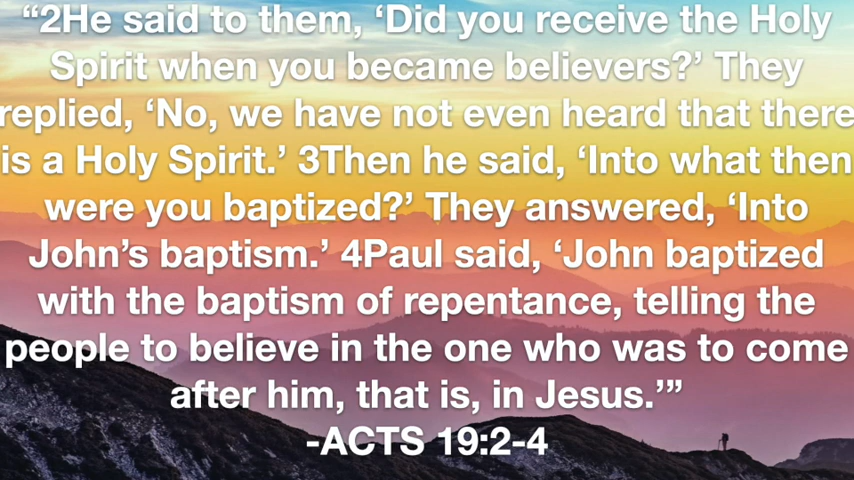 “2He said to them, ‘Did you receive the Holy
Spirit when you became believers?’ They
replied, ‘No, we have not even heard that there
is a Holy Spirit.’ 3Then he said, ‘Into what then
were you baptized?’ They answered, ‘Into
John’s baptism.’ 4Paul said, ‘John baptized
with the baptism of repentance, telling the
people to believe in the one who was to come
after him, that is, in Jesus.’”
-ACTS 19:2-4